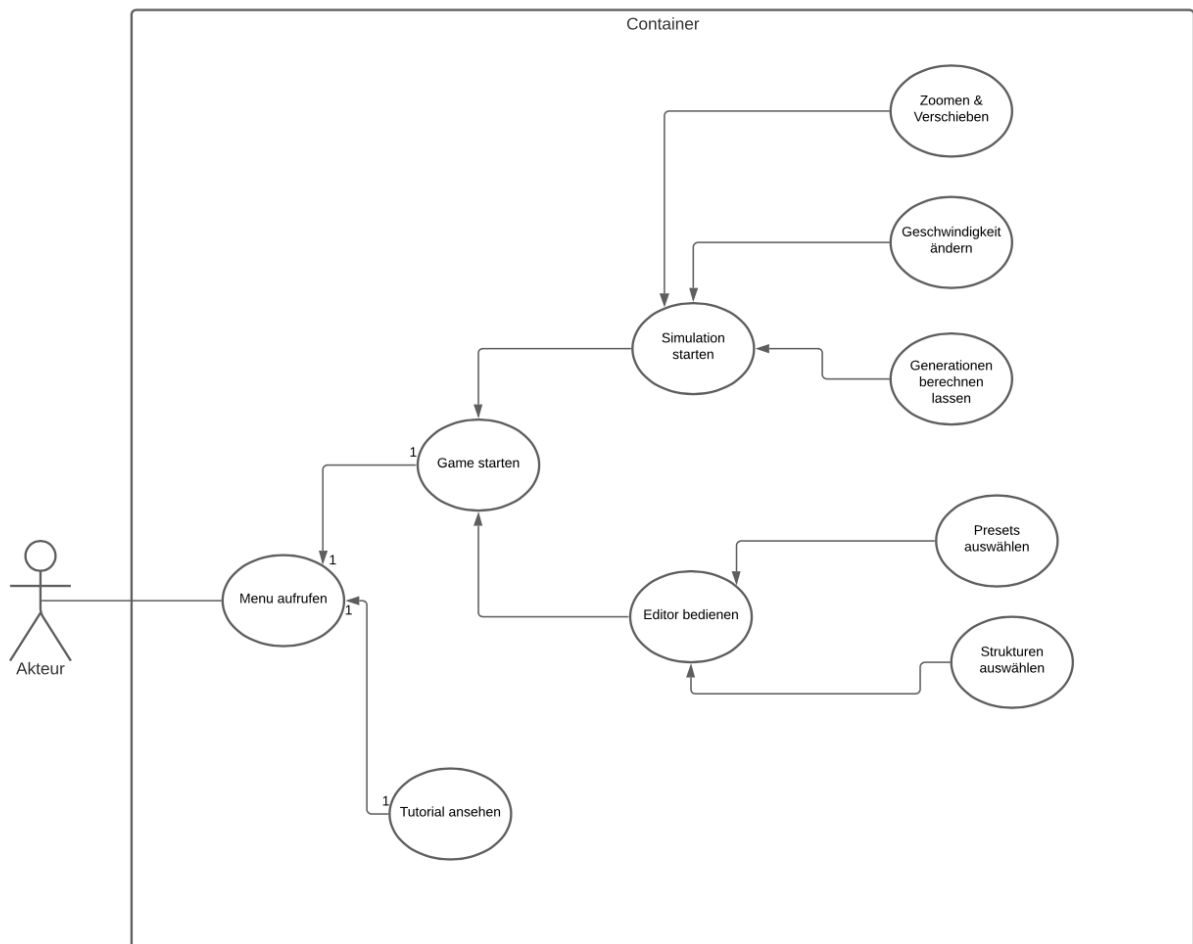 Container
Zoomen &
Verschieben
Geschwindigkeit
ändern
Simulation
starten
Generationen
berechnen
lassen
1
Game starten
Presets
auswählen
1
Menu aufrufen
1
Editor bedienen
Strukturen
auswählen
Akteur
1
Tutorial ansehen